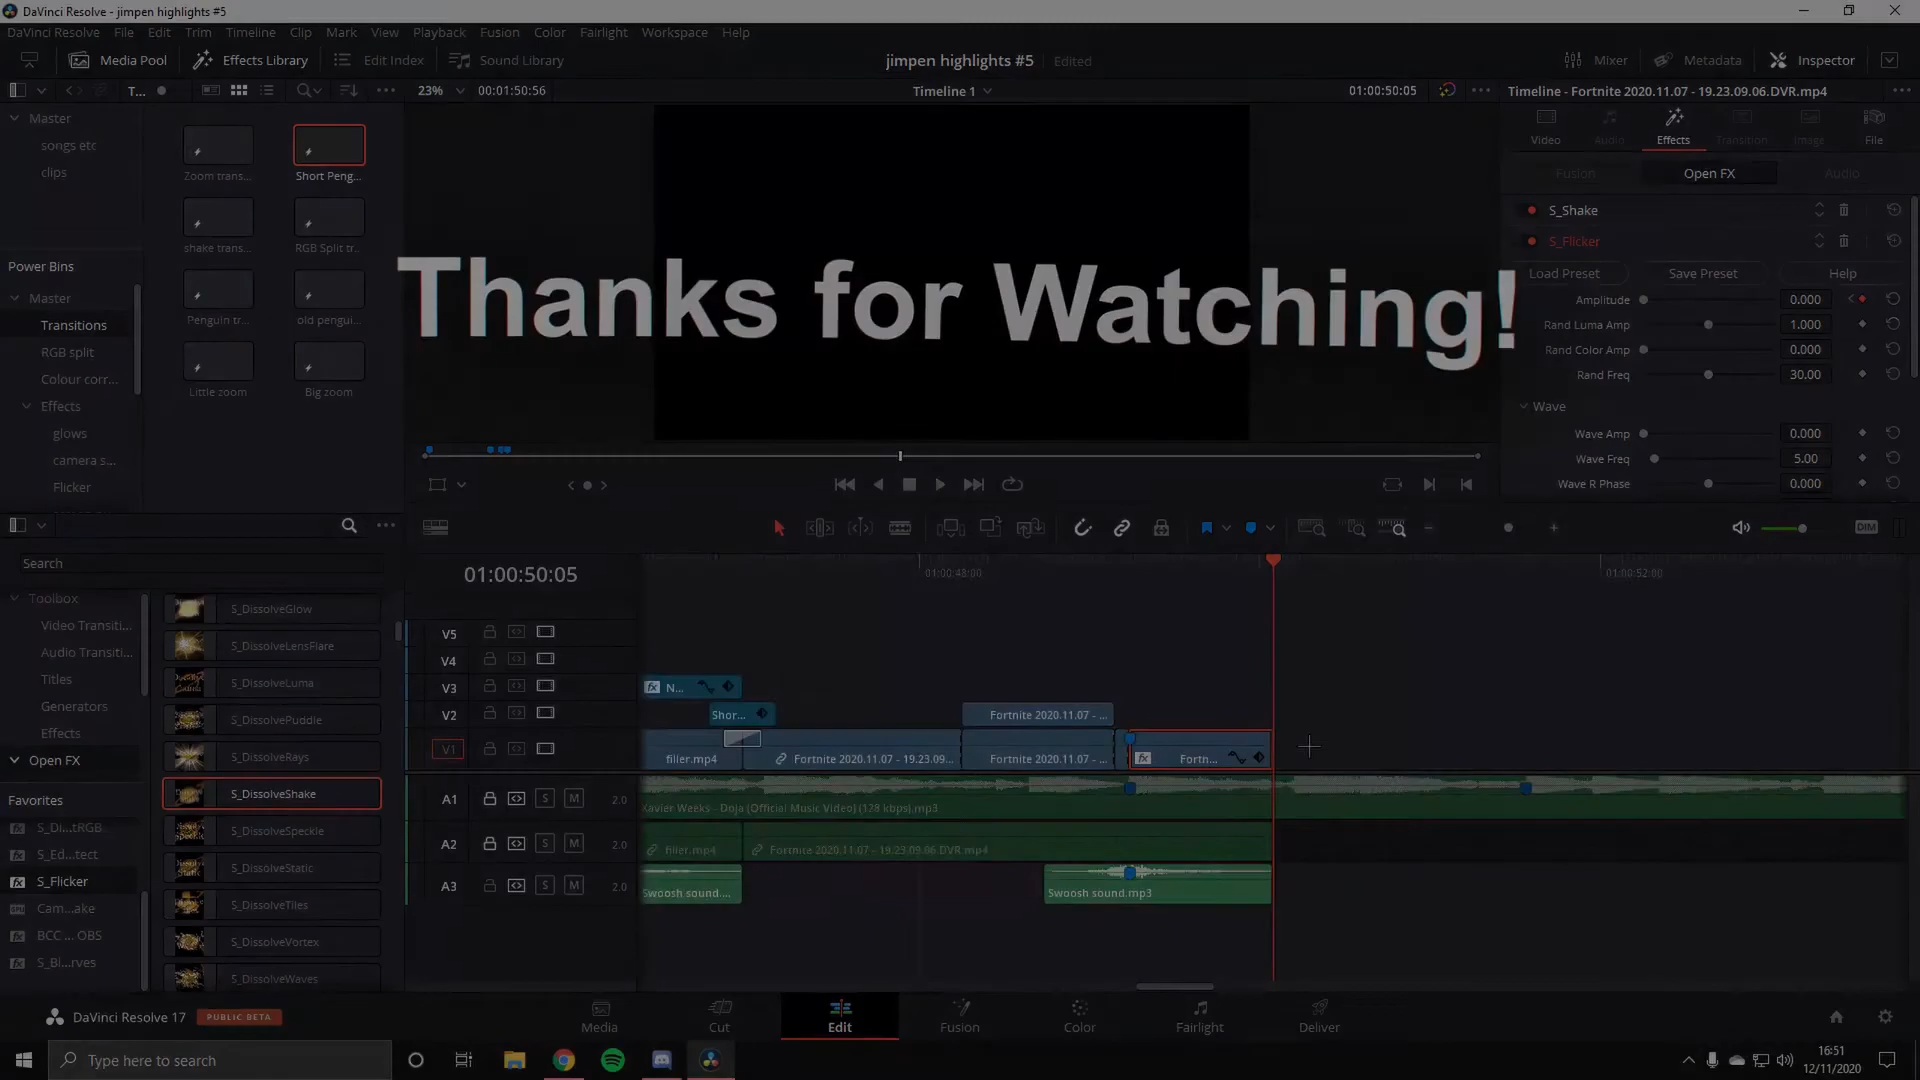 DaVinci Resolve - jimpen highlights #5
DaVinci Resolve File Edit Trim Timeline Clip Mark View Playback Fusion Color Fairlight Workspace Help
Media Pool Effects Library Edit Index Sound Library jimpen highlights #5 Edited Mixer Metadata Inspector
T... 23% 00:01:50:56 Timeline 1 01:00:50:05 Timeline - Fortnite 2020.11.07 - 19.23.09.06.DVR.mp4
Master
songs etc
clips
Power Bins
Master
Transitions
RGB split
Colour corr...
Effects
glows
camera s...
Flicker
Zoom trans...
Short Peng...
shake trans...
RGB Split tr...
Penguin tr...
old pengui...
Little zoom
Big zoom
Thanks for Watching!
Video Audio Effects Transition Image File
Fusion Open FX Audio
S_Shake
S_Flicker
Load Preset Save Preset Help
Amplitude 0.000
Rand Luma Amp 1.000
Rand Color Amp 0.000
Rand Freq 30.00
Wave
Wave Amp 0.000
Wave Freq 5.00
Wave R Phase 0.000
DIM
Search
Toolbox
Video Transiti...
Audio Transiti...
Titles
Generators
Effects
Open FX
Favorites
S_Di...tRGB
S_Ed...tect
S_Flicker
Cam...ake
BCC ... OBS
S_Bl...rves
S_DissolveGlow
S_DissolveLensFlare
S_DissolveLuma
S_DissolvePuddle
S_DissolveRays
S_DissolveShake
S_DissolveSpeckle
S_DissolveStatic
S_DissolveTiles
S_DissolveVortex
S_DissolveWaves
01:00:50:05 01:00:48:00 01:00:52:00
V5
V4
V3 fx N...
V2 Shor... Fortnite 2020.11.07 - ...
V1 filler.mp4 Fortnite 2020.11.07 - 19.23.09... Fortnite 2020.11.07 - ... fx Fortn...
A1 S M 2.0 Xavier Weeks - Doja (Official Music Video) (128 kbps).mp3
A2 S M 2.0 filler.mp4 Fortnite 2020.11.07 - 19.23.09.06.DVR.mp4
A3 S M 2.0 Swoosh sound.... Swoosh sound.mp3
DaVinci Resolve 17 PUBLIC BETA Media Cut Edit Fusion Color Fairlight Deliver
Type here to search
16:51
12/11/2020